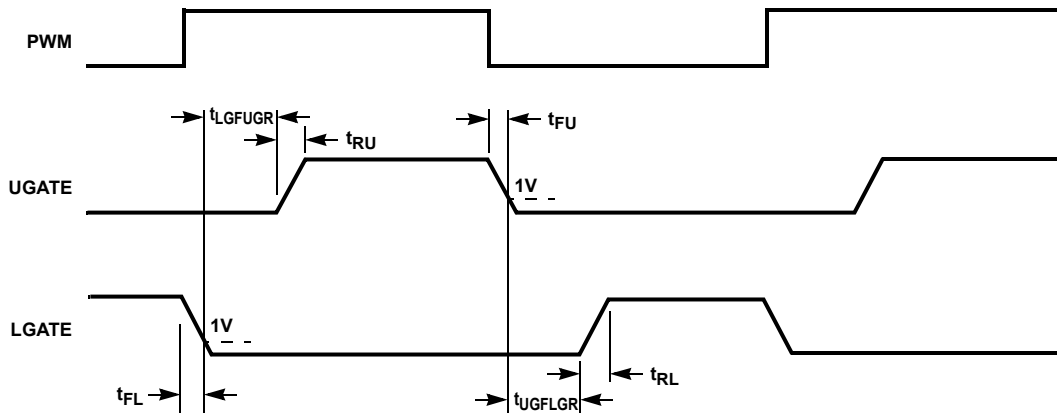 PWM
tLGFUGR
tRU
tFU
UGATE
1V
LGATE
1V
tFL
tRL
tUGFLGR